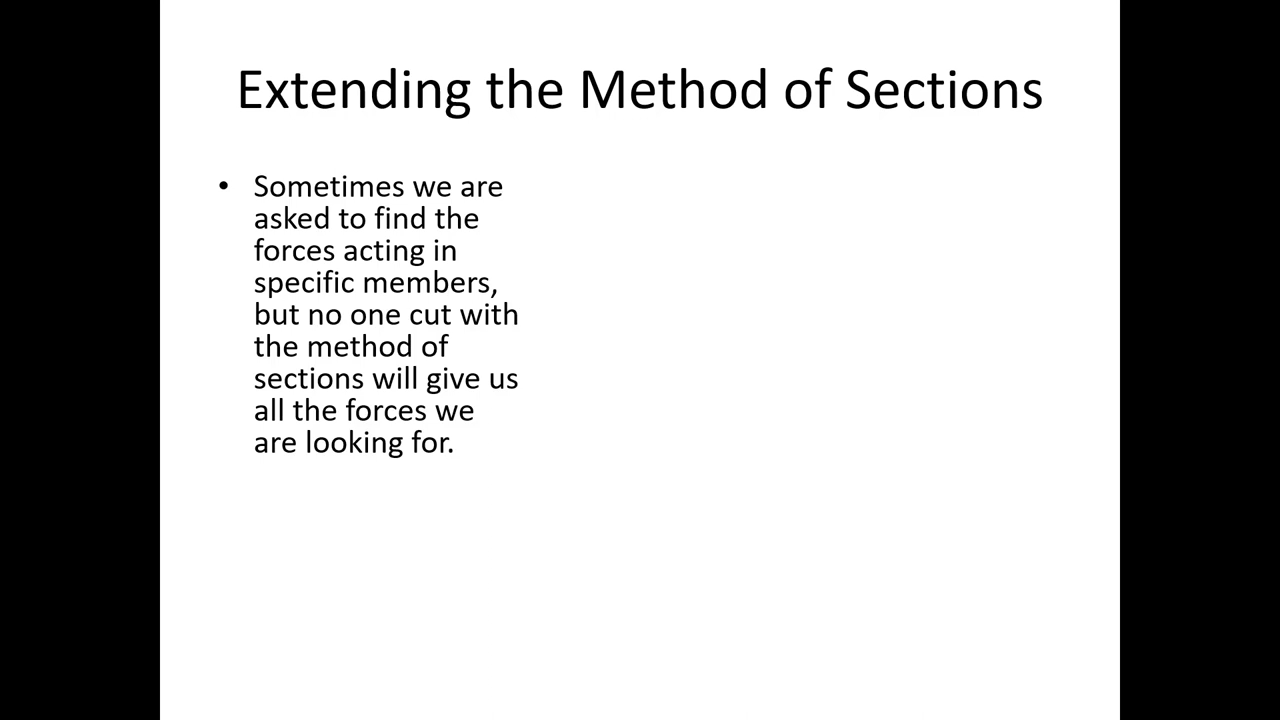 Extending the Method of Sections
• Sometimes we are
asked to find the
forces acting in
specific members,
but no one cut with
the method of
sections will give us
all the forces we
are looking for.